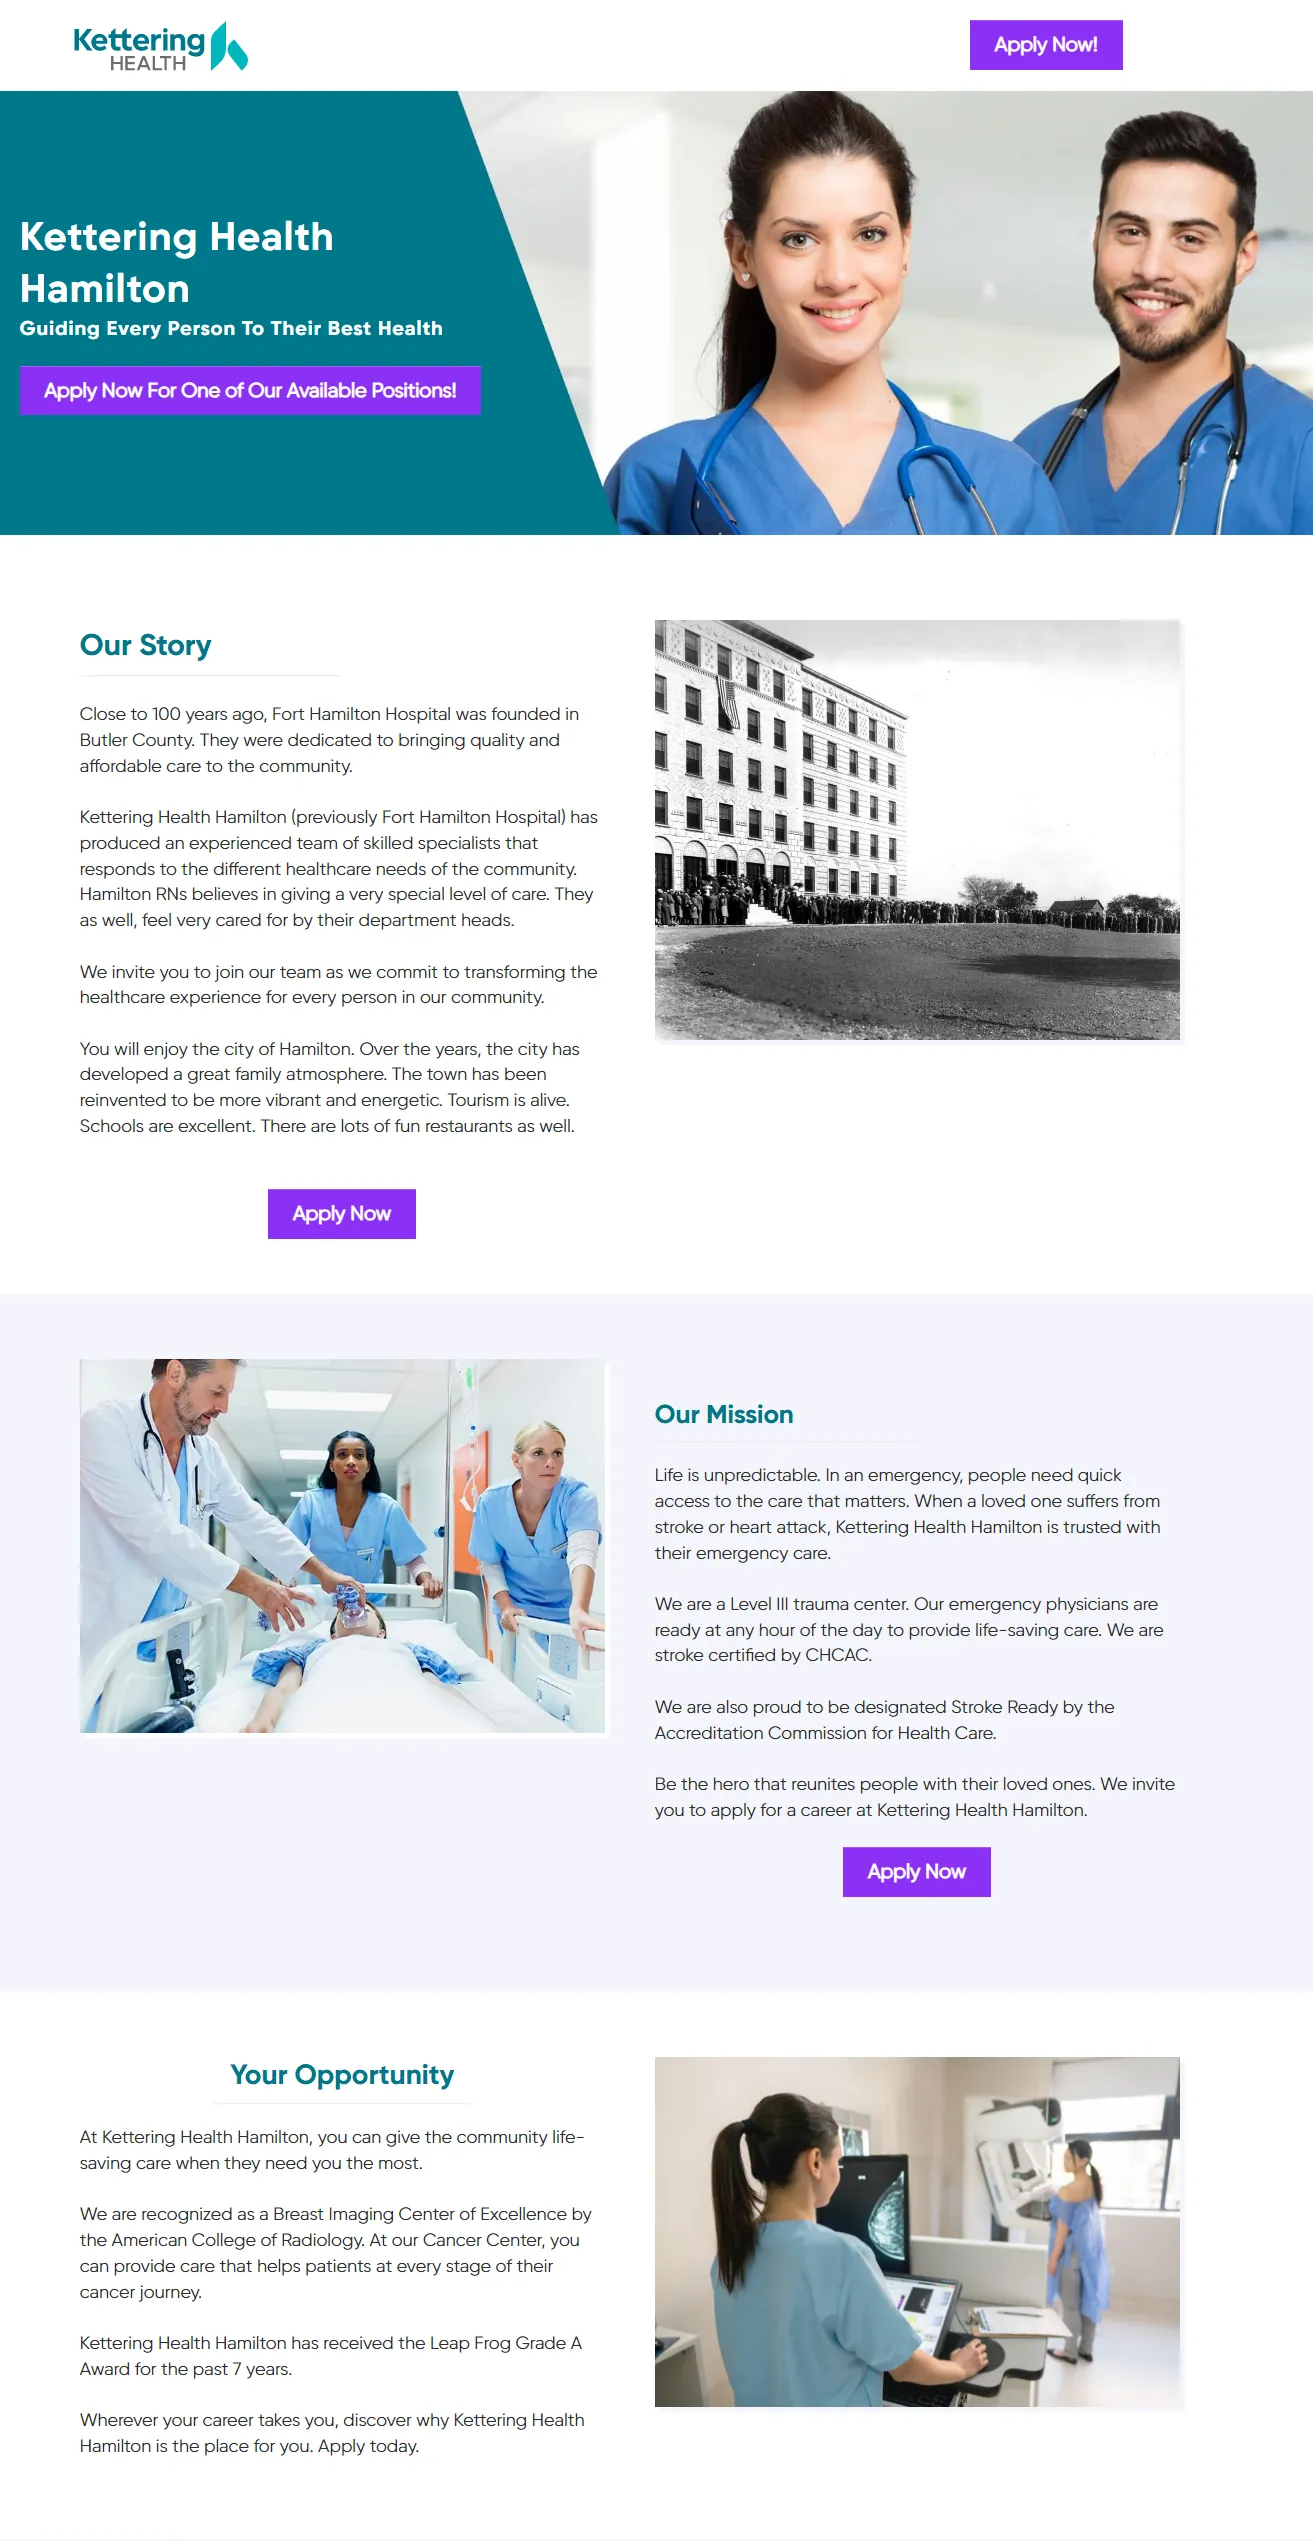 Kettering
HEALTH
Apply Now!
Kettering Health
Hamilton
Guiding Every Person To Their Best Health
Apply Now For One of Our Available Positions!
Our Story
Close to 100 years ago, Fort Hamilton Hospital was founded in
Butler County. They were dedicated to bringing quality and
affordable care to the community.
Kettering Health Hamilton (previously Fort Hamilton Hospital) has
produced an experienced team of skilled specialists that
responds to the different healthcare needs of the community.
Hamilton RNs believes in giving a very special level of care. They
as well, feel very cared for by their department heads.
We invite you to join our team as we commit to transforming the
healthcare experience for every person in our community.
You will enjoy the city of Hamilton. Over the years, the city has
developed a great family atmosphere. The town has been
reinvented to be more vibrant and energetic. Tourism is alive.
Schools are excellent. There are lots of fun restaurants as well.
Apply Now
Our Mission
Life is unpredictable. In an emergency, people need quick
access to the care that matters. When a loved one suffers from
stroke or heart attack, Kettering Health Hamilton is trusted with
their emergency care.
We are a Level III trauma center. Our emergency physicians are
ready at any hour of the day to provide life-saving care. We are
stroke certified by CHCAC.
We are also proud to be designated Stroke Ready by the
Accreditation Commission for Health Care.
Be the hero that reunites people with their loved ones. We invite
you to apply for a career at Kettering Health Hamilton.
Apply Now
Your Opportunity
At Kettering Health Hamilton, you can give the community life-
saving care when they need you the most.
We are recognized as a Breast Imaging Center of Excellence by
the American College of Radiology. At our Cancer Center, you
can provide care that helps patients at every stage of their
cancer journey.
Kettering Health Hamilton has received the Leap Frog Grade A
Award for the past 7 years.
Wherever your career takes you, discover why Kettering Health
Hamilton is the place for you. Apply today.